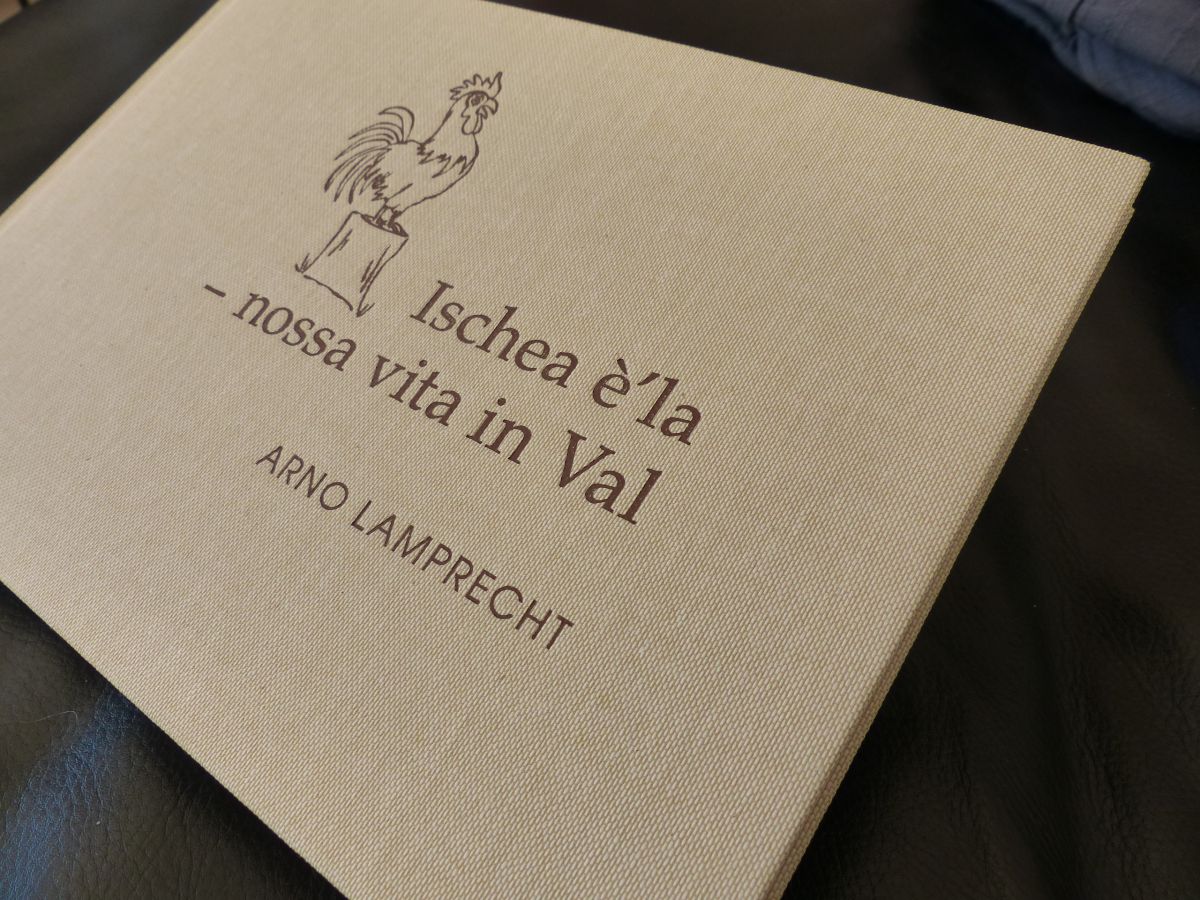 Ischea è'la
– nossa vita in Val
ARNO LAMPRECHT